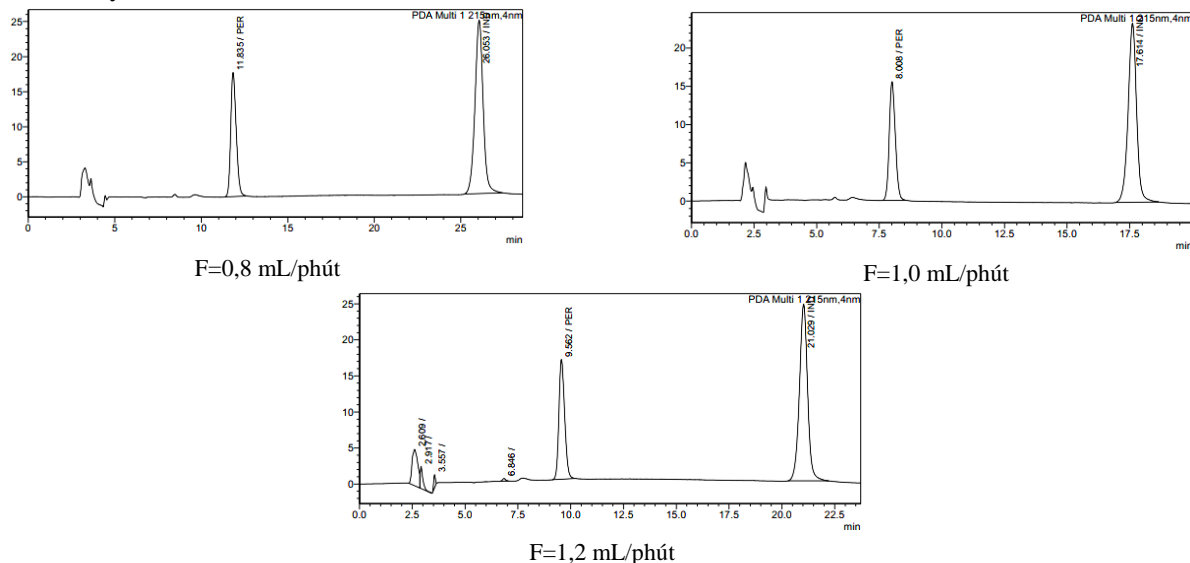 PDA Multi 1 215nm,4nm
11.835 / PER
26.053 / IND
25
20
15
10
5
0
0 5 10 15 20 25
min
F=0,8 mL/phút
PDA Multi 1 215nm,4nm
8.008 / PER
17.614 / IND
20
15
10
5
0
0.0 2.5 5.0 7.5 10.0 12.5 15.0 17.5
min
F=1,0 mL/phút
PDA Multi 1 215nm,4nm
2.609 /
2.917 /
3.557 /
6.846 /
9.562 / PER
21.029 / IND
25
20
15
10
5
0
0.0 2.5 5.0 7.5 10.0 12.5 15.0 17.5 20.0 22.5
min
F=1,2 mL/phút